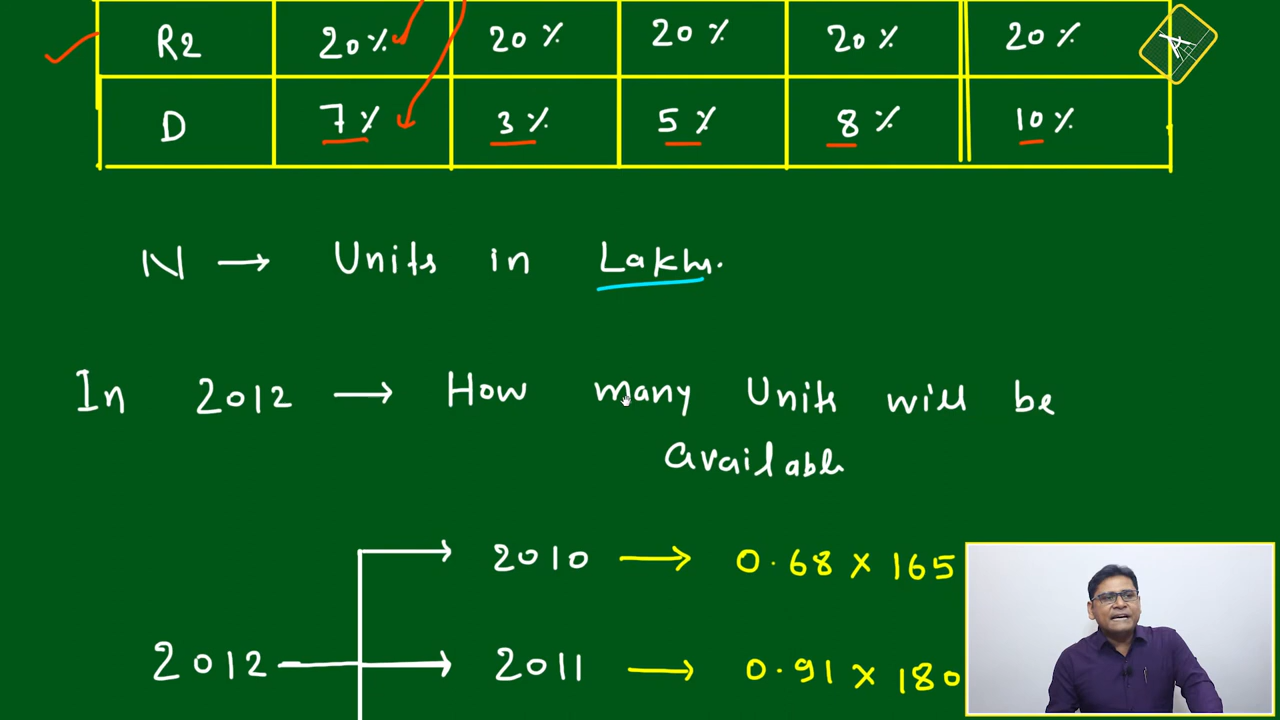 R2 20% 20% 20% 20% 20%
D 7% 3% 5% 8% 10%
N → Units in Lakh.
In 2012 → How many Units will be
available
2010 → 0.68 × 165
2012 → 2011 → 0.91 × 180